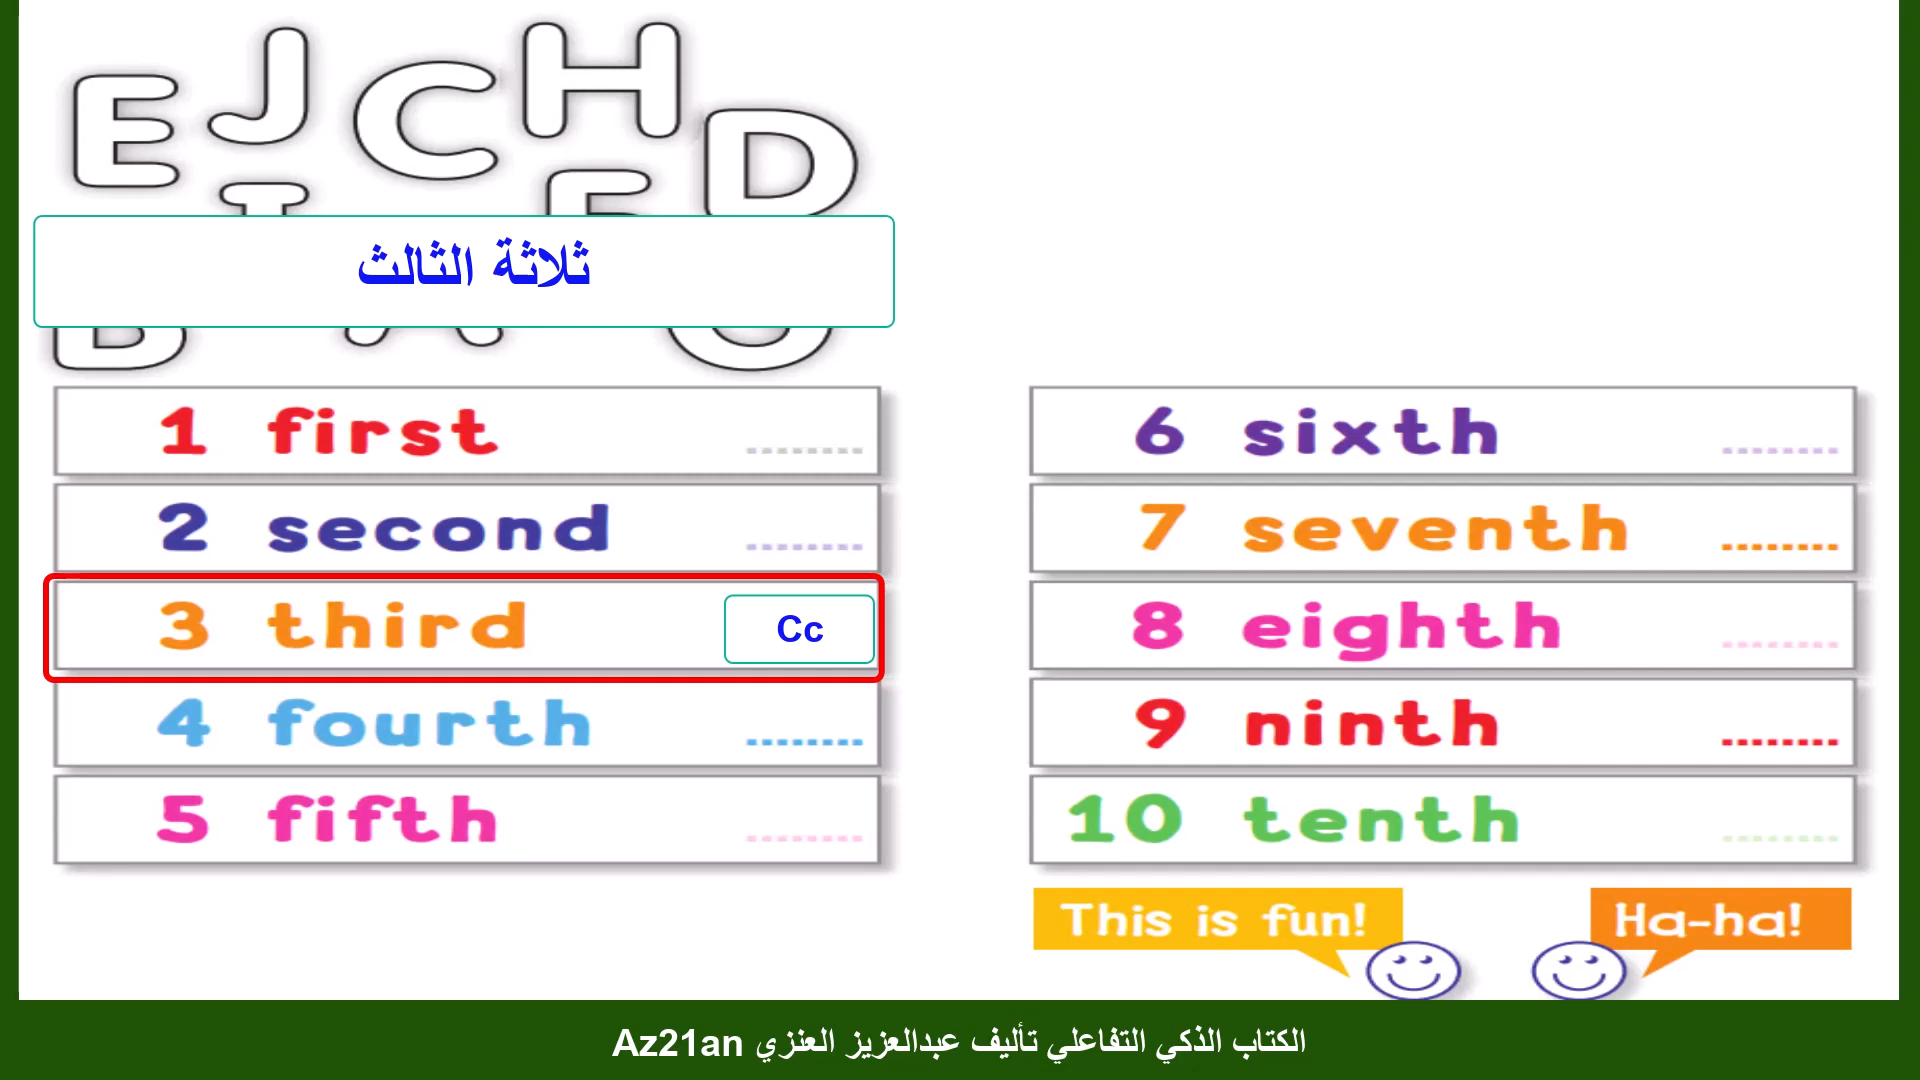 E J C H D
ثلاثة الثالث
1 first ........
2 second ........
3 third Cc
4 fourth ........
5 fifth ........
6 sixth ........
7 seventh ........
8 eighth ........
9 ninth ........
10 tenth ........
This is fun!
Ha-ha!
الكتاب الذكي التفاعلي تأليف عبدالعزيز العنزي Az21an